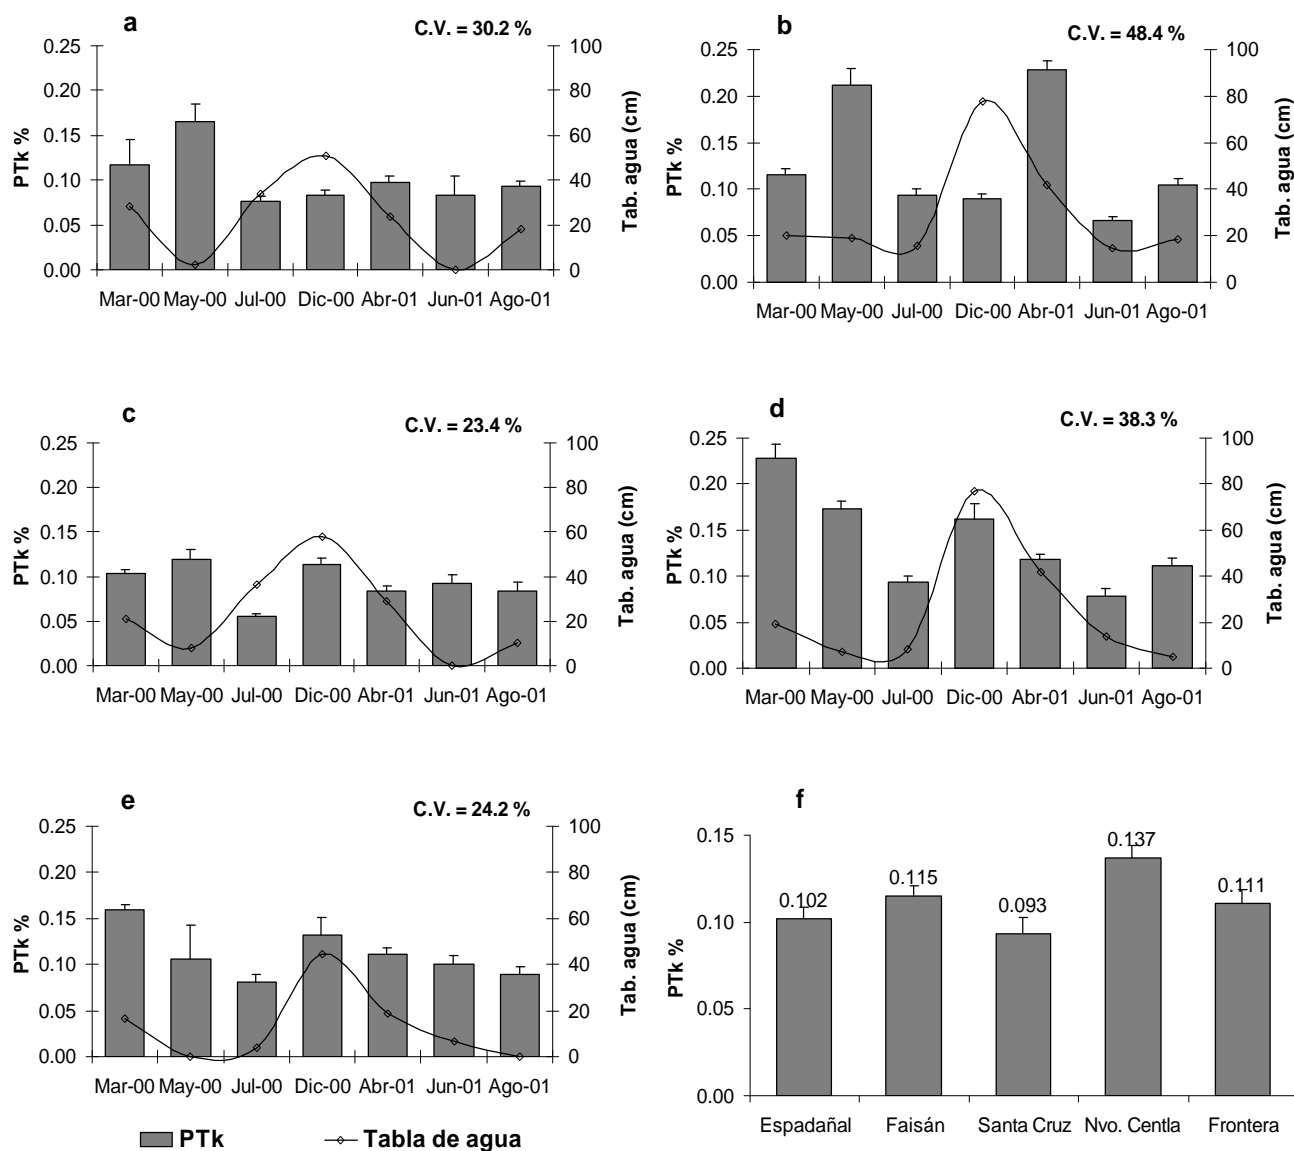 a
C.V. = 30.2 %
0.25
0.20
0.15
0.10
0.05
0.00
PTk %
100
80
60
40
20
0
Tab. agua (cm)
Mar-00 May-00 Jul-00 Dic-00 Abr-01 Jun-01 Ago-01
b
C.V. = 48.4 %
0.25
0.20
0.15
0.10
0.05
0.00
PTk %
100
80
60
40
20
0
Tab. agua (cm)
Mar-00 May-00 Jul-00 Dic-00 Abr-01 Jun-01 Ago-01
c
C.V. = 23.4 %
0.25
0.20
0.15
0.10
0.05
0.00
PTk %
100
80
60
40
20
0
Tab. agua (cm)
Mar-00 May-00 Jul-00 Dic-00 Abr-01 Jun-01 Ago-01
d
C.V. = 38.3 %
0.25
0.20
0.15
0.10
0.05
0.00
PTk %
100
80
60
40
20
0
Tab. agua (cm)
Mar-00 May-00 Jul-00 Dic-00 Abr-01 Jun-01 Ago-01
e
C.V. = 24.2 %
0.25
0.20
0.15
0.10
0.05
0.00
PTk %
100
80
60
40
20
0
Tab. agua (cm)
Mar-00 May-00 Jul-00 Dic-00 Abr-01 Jun-01 Ago-01
PTk Tabla de agua
f
0.15
0.10
0.05
0.00
PTk %
0.102
0.115
0.093
0.137
0.111
Espadañal Faisán Santa Cruz Nvo. Centla Frontera